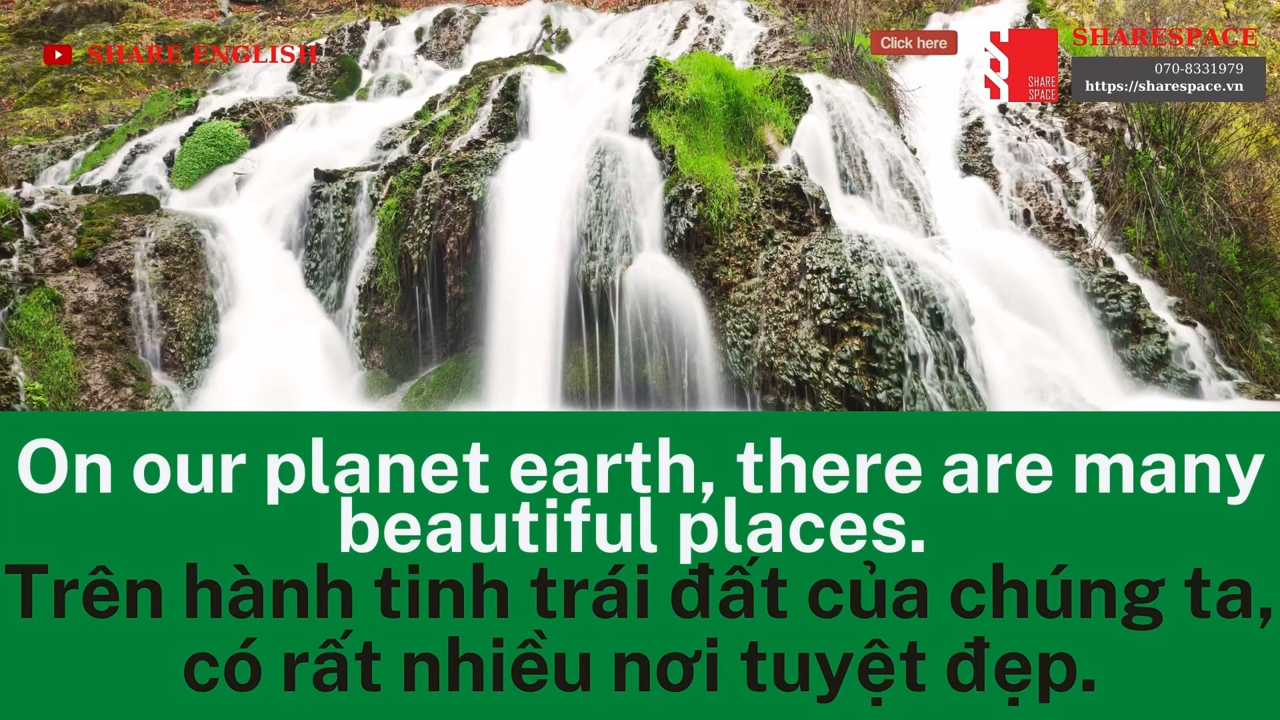 SHARE ENGLISH
Click here
SHARE
SPACE
SHARESPACE
070-8331979
https://sharespace.vn
On our planet earth, there are many
beautiful places.
Trên hành tinh trái đất của chúng ta,
có rất nhiều nơi tuyệt đẹp.